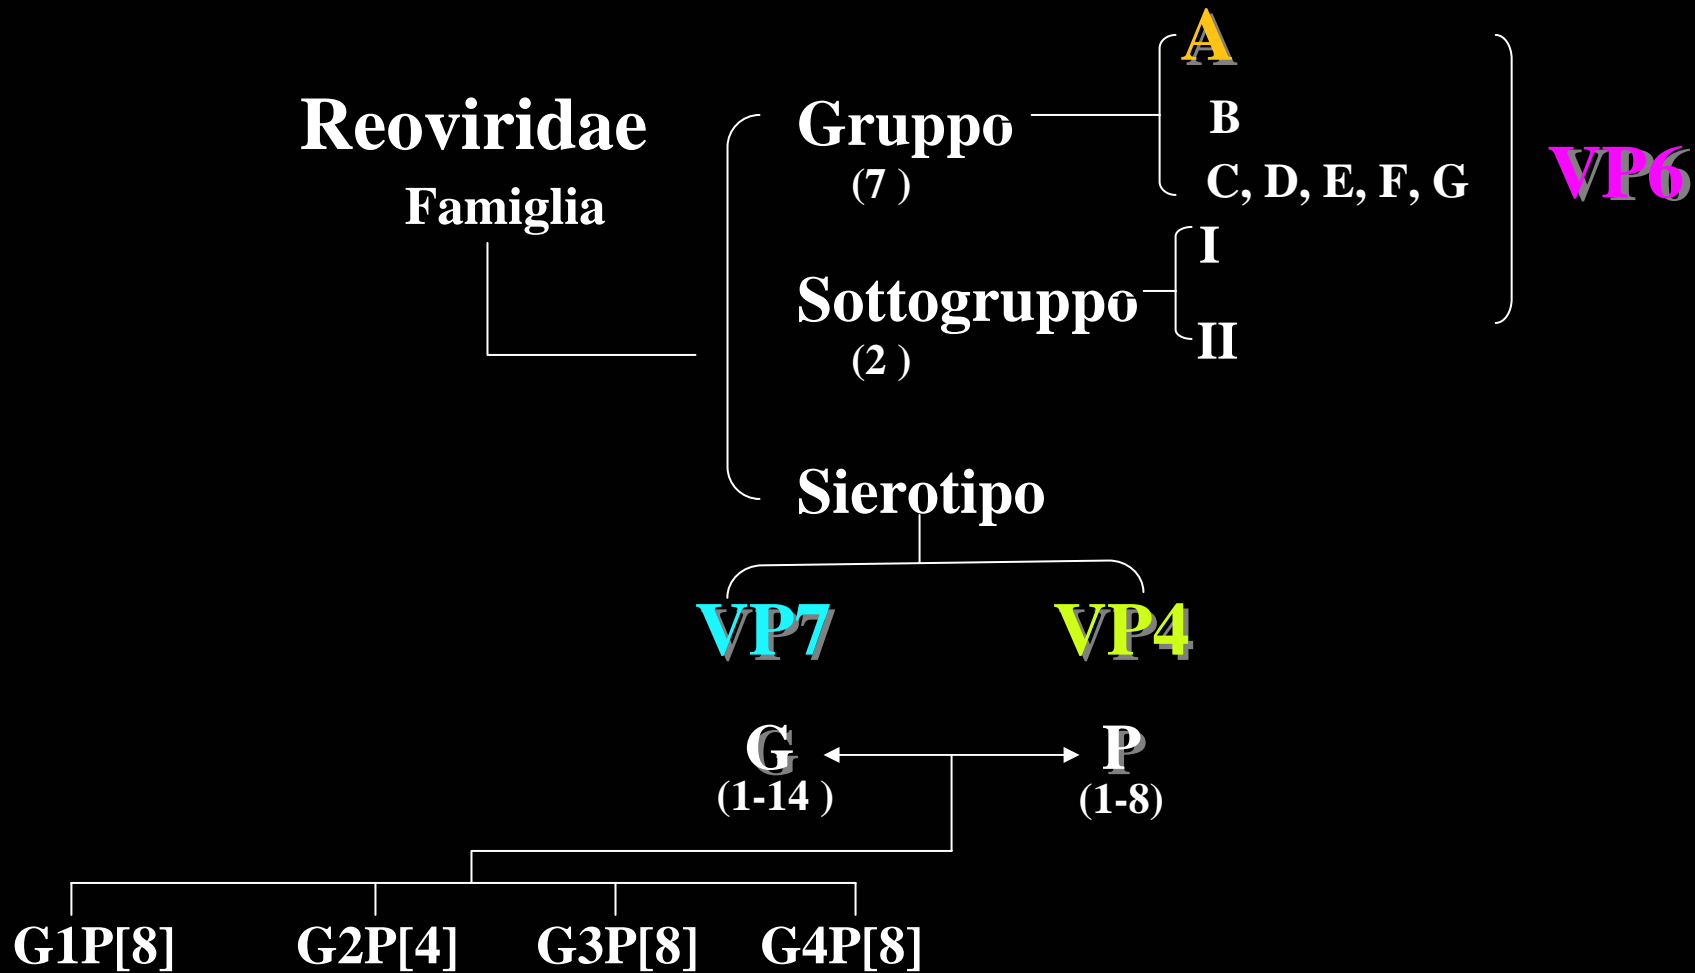 Reoviridae
Famiglia
Gruppo
(7 )
A
B
C, D, E, F, G
VP6
Sottogruppo
(2 )
I
II
Sierotipo
VP7 VP4
G P
(1-14 ) (1-8)
G1P[8] G2P[4] G3P[8] G4P[8]